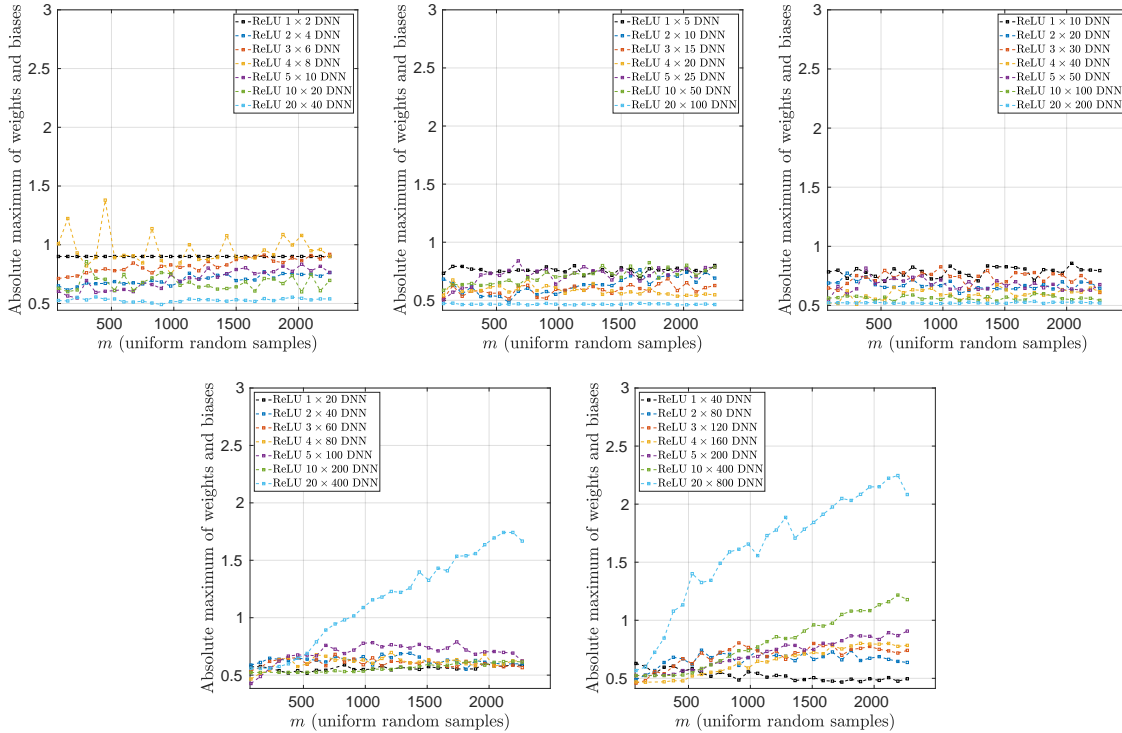 Absolute maximum of weights and biases
3
2.5
2
1.5
1
0.5
500
1000
1500
2000
m (uniform random samples)
ReLU 1 × 2 DNN
ReLU 2 × 4 DNN
ReLU 3 × 6 DNN
ReLU 4 × 8 DNN
ReLU 5 × 10 DNN
ReLU 10 × 20 DNN
ReLU 20 × 40 DNN
Absolute maximum of weights and biases
3
2.5
2
1.5
1
0.5
500
1000
1500
2000
m (uniform random samples)
ReLU 1 × 5 DNN
ReLU 2 × 10 DNN
ReLU 3 × 15 DNN
ReLU 4 × 20 DNN
ReLU 5 × 25 DNN
ReLU 10 × 50 DNN
ReLU 20 × 100 DNN
Absolute maximum of weights and biases
3
2.5
2
1.5
1
0.5
500
1000
1500
2000
m (uniform random samples)
ReLU 1 × 10 DNN
ReLU 2 × 20 DNN
ReLU 3 × 30 DNN
ReLU 4 × 40 DNN
ReLU 5 × 50 DNN
ReLU 10 × 100 DNN
ReLU 20 × 200 DNN
Absolute maximum of weights and biases
3
2.5
2
1.5
1
0.5
500
1000
1500
2000
m (uniform random samples)
ReLU 1 × 20 DNN
ReLU 2 × 40 DNN
ReLU 3 × 60 DNN
ReLU 4 × 80 DNN
ReLU 5 × 100 DNN
ReLU 10 × 200 DNN
ReLU 20 × 400 DNN
Absolute maximum of weights and biases
3
2.5
2
1.5
1
0.5
500
1000
1500
2000
m (uniform random samples)
ReLU 1 × 40 DNN
ReLU 2 × 80 DNN
ReLU 3 × 120 DNN
ReLU 4 × 160 DNN
ReLU 5 × 200 DNN
ReLU 10 × 400 DNN
ReLU 20 × 800 DNN